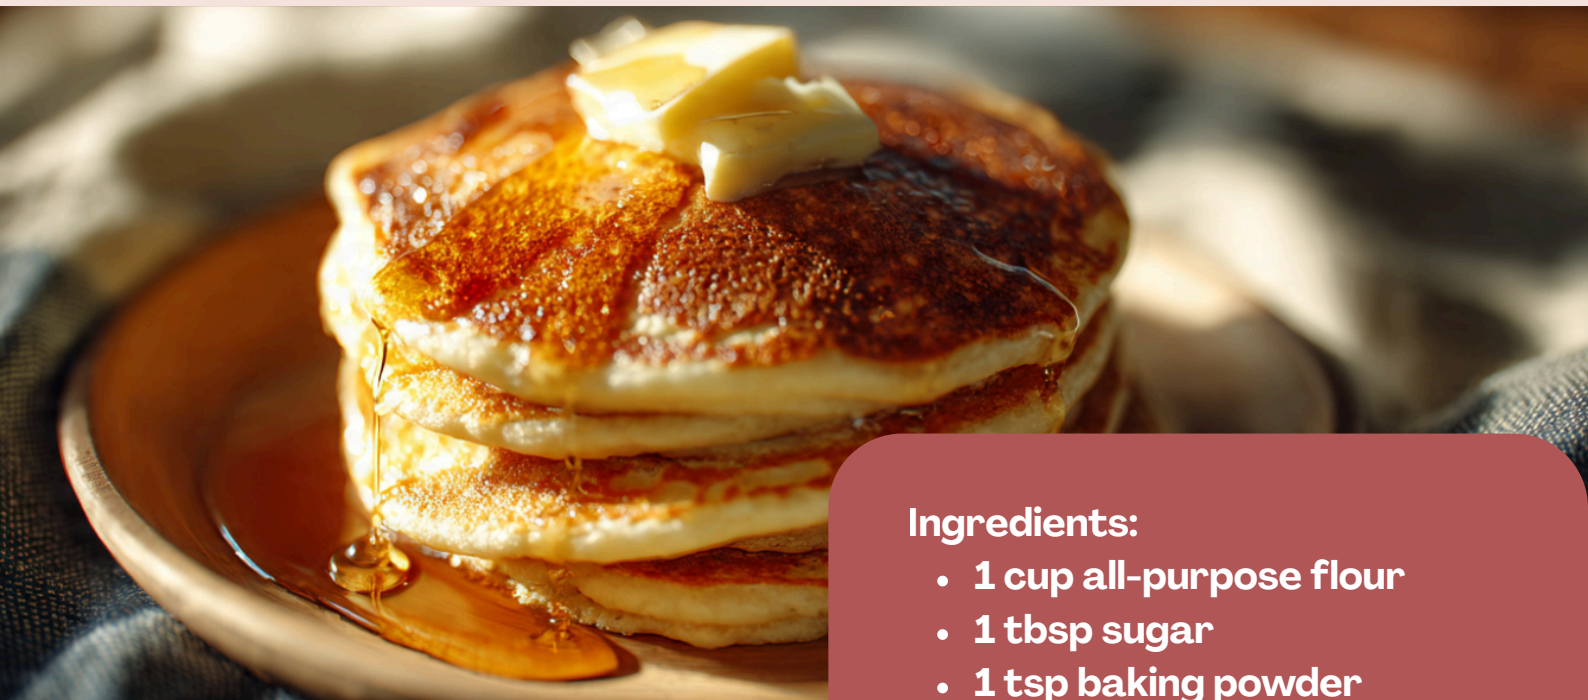 Ingredients:
• 1 cup all-purpose flour
• 1 tbsp sugar
• 1 tsp baking powder